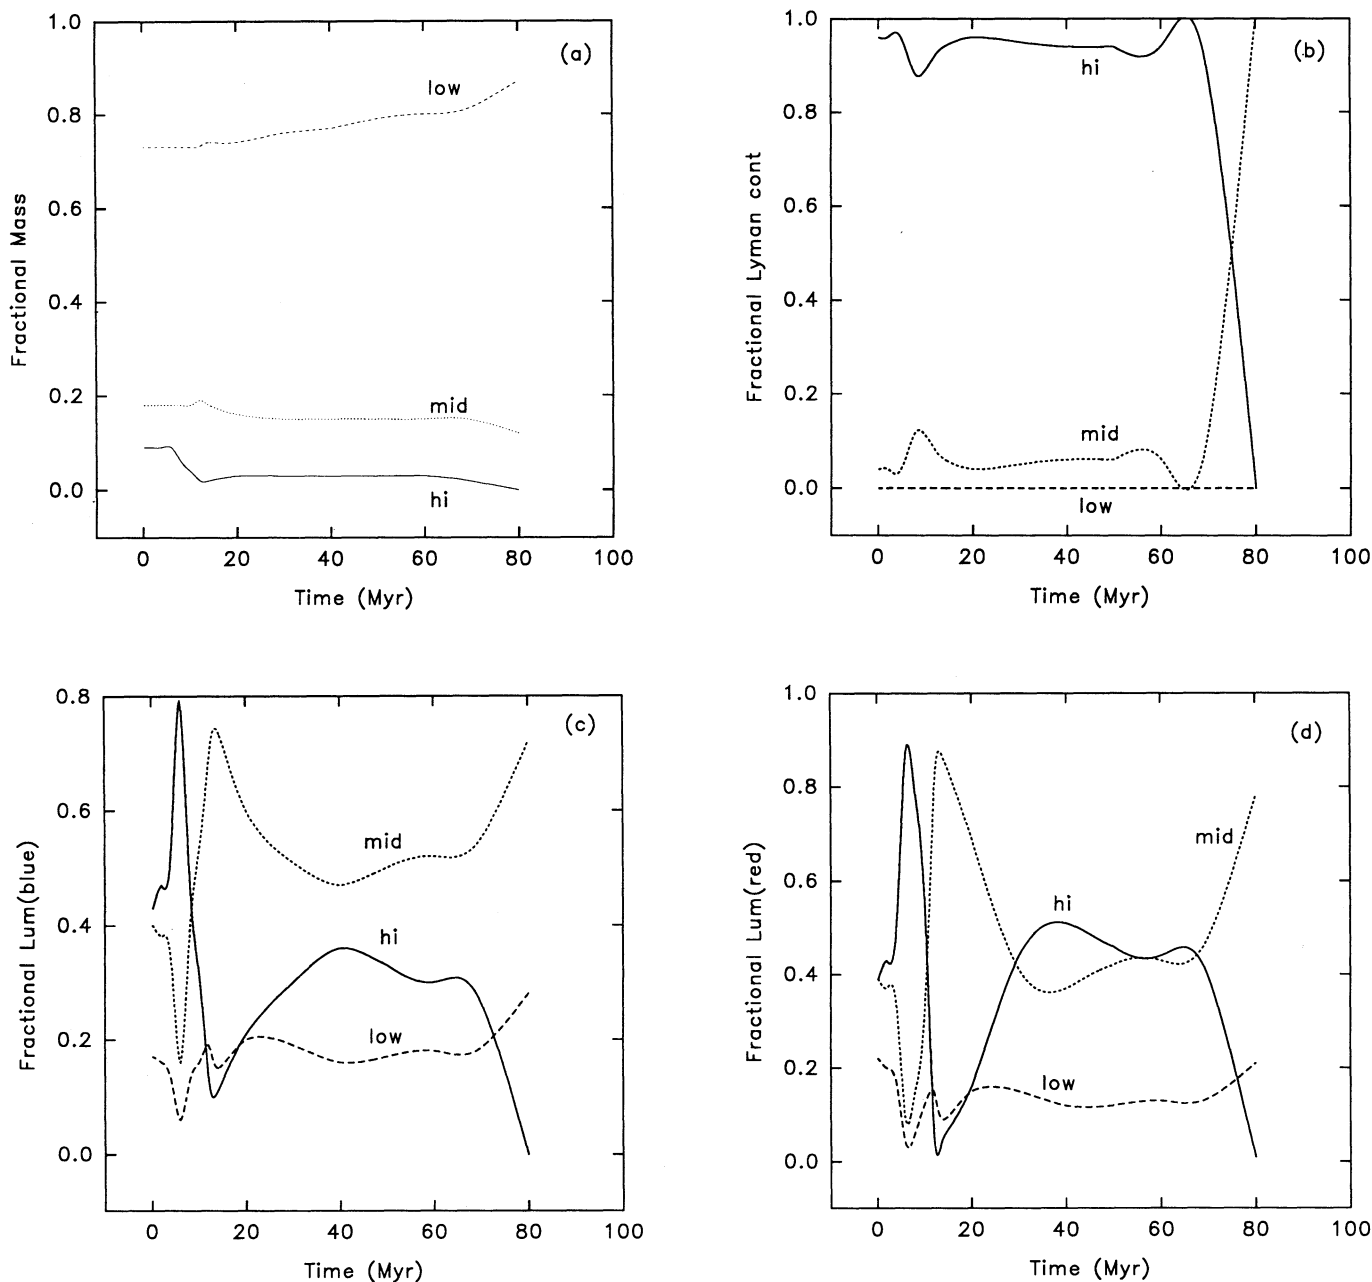 (a)
1.0
0.8
0.6
0.4
0.2
0.0
Fractional Mass
low
mid
hi
0 20 40 60 80 100
Time (Myr)
(b)
1.0
0.8
0.6
0.4
0.2
0.0
Fractional Lyman cont
hi
mid
low
0 20 40 60 80 100
Time (Myr)
(c)
0.8
0.6
0.4
0.2
0.0
Fractional Lum(blue)
mid
hi
low
0 20 40 60 80 100
Time (Myr)
(d)
1.0
0.8
0.6
0.4
0.2
0.0
Fractional Lum(red)
mid
hi
low
0 20 40 60 80 100
Time (Myr)